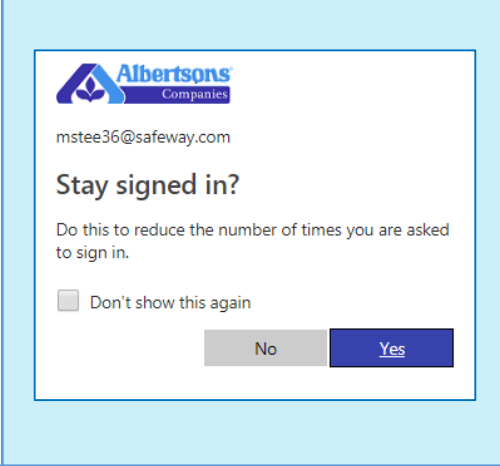 Albertsons
Companies
mstee36@safeway.com
Stay signed in?
Do this to reduce the number of times you are asked
to sign in.
Don't show this again
No Yes